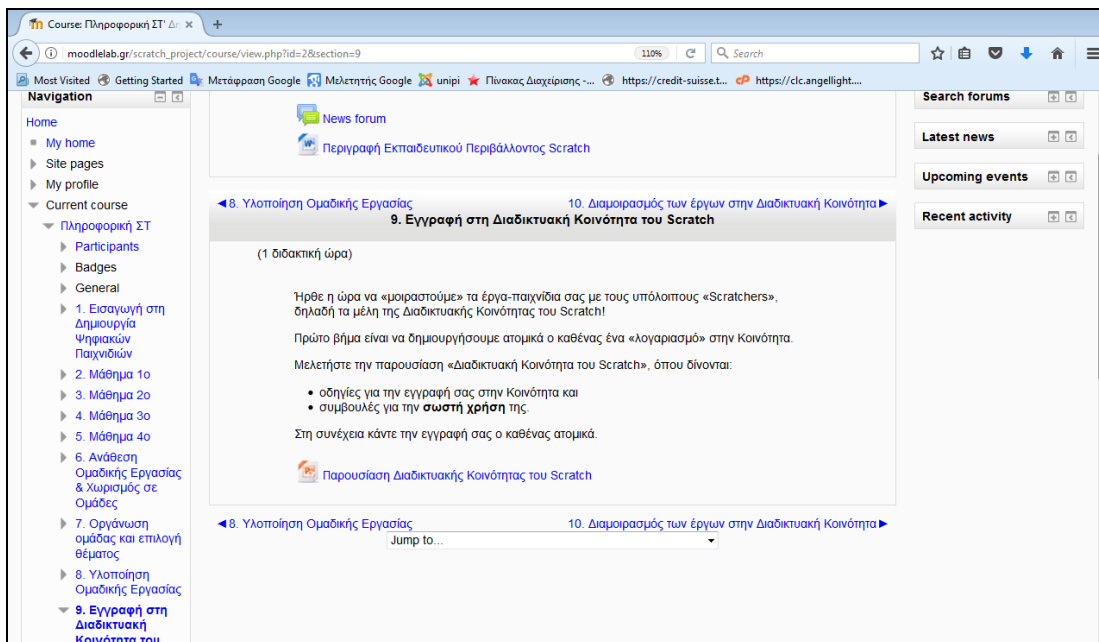 Course: Πληροφορική ΣΤ' Δη
moodlelab.gr/scratch_project/course/view.php?id=2&section=9
110%
Search
Most Visited Getting Started Μετάφραση Google Μελετητής Google unipi Πίνακας Διαχείρισης -... https://credit-suisse.t... https://clc.angellight....
Navigation
Home
My home
Site pages
My profile
Current course
Πληροφορική ΣΤ
Participants
Badges
General
1. Εισαγωγή στη
Δημιουργία
Ψηφιακών
Παιχνιδιών
2. Μάθημα 1ο
3. Μάθημα 2ο
4. Μάθημα 3ο
5. Μάθημα 4ο
6. Ανάθεση
Ομαδικής Εργασίας
& Χωρισμός σε
Ομάδες
7. Οργάνωση
ομάδας και επιλογή
θέματος
8. Υλοποίηση
Ομαδικής Εργασίας
9. Εγγραφή στη
Διαδικτυακή
Κοινότητα του
News forum
Περιγραφή Εκπαιδευτικού Περιβάλλοντος Scratch
◄8. Υλοποίηση Ομαδικής Εργασίας 10. Διαμοιρασμός των έργων στην Διαδικτυακή Κοινότητα►
9. Εγγραφή στη Διαδικτυακή Κοινότητα του Scratch
(1 διδακτική ώρα)
Ήρθε η ώρα να «μοιραστούμε» τα έργα-παιχνίδια σας με τους υπόλοιπους «Scratchers»,
δηλαδή τα μέλη της Διαδικτυακής Κοινότητας του Scratch!
Πρώτο βήμα είναι να δημιουργήσουμε ατομικά ο καθένας ένα «λογαριασμό» στην Κοινότητα.
Μελετήστε την παρουσίαση «Διαδικτυακή Κοινότητα του Scratch», όπου δίνονται:
• οδηγίες για την εγγραφή σας στην Κοινότητα και
• συμβουλές για την σωστή χρήση της.
Στη συνέχεια κάντε την εγγραφή σας ο καθένας ατομικά.
Παρουσίαση Διαδικτυακής Κοινότητας του Scratch
◄8. Υλοποίηση Ομαδικής Εργασίας 10. Διαμοιρασμός των έργων στην Διαδικτυακή Κοινότητα►
Jump to...
Search forums
Latest news
Upcoming events
Recent activity